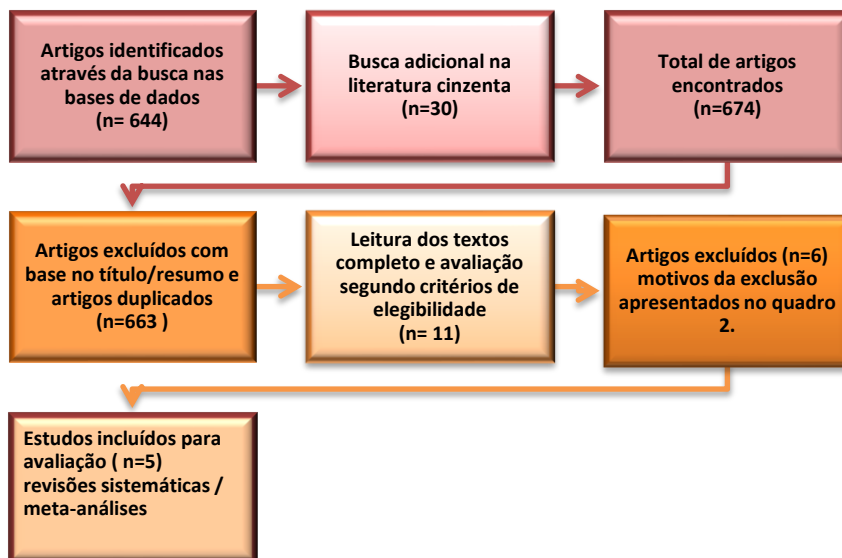 Artigos identificados
através da busca nas
bases de dados
(n= 644)
Busca adicional na
literatura cinzenta
(n=30)
Total de artigos
encontrados
(n=674)
Artigos excluídos com
base no título/resumo e
artigos duplicados
(n=663 )
Leitura dos textos
completo e avaliação
segundo critérios de
elegibilidade
(n= 11)
Artigos excluídos (n=6)
motivos da exclusão
apresentados no quadro
2.
Estudos incluídos para
avaliação ( n=5)
revisões sistemáticas /
meta-análises